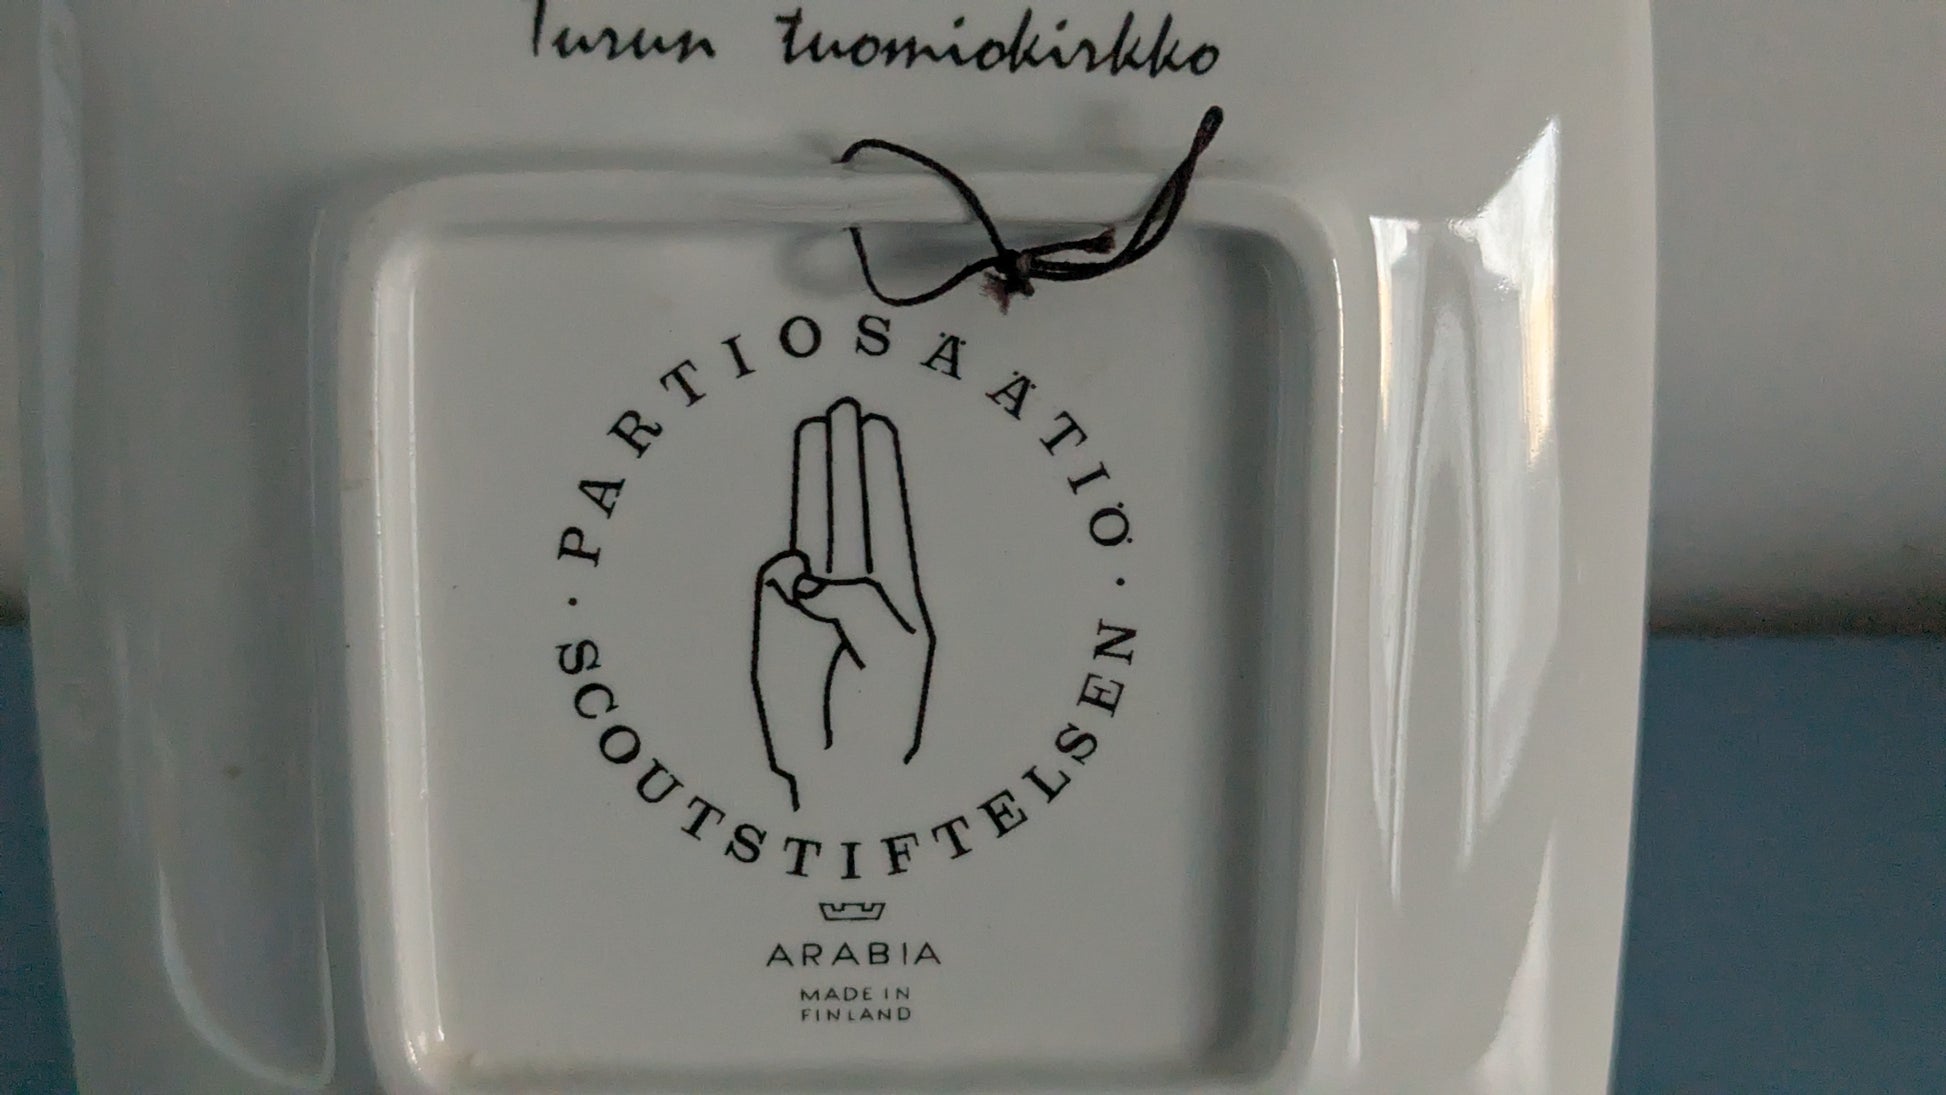 Turun tuomiokirkko
· PARTIOSÄÄTIÖ ·
SCOUTSTIFTELSEN
ARABIA
MADE IN
FINLAND